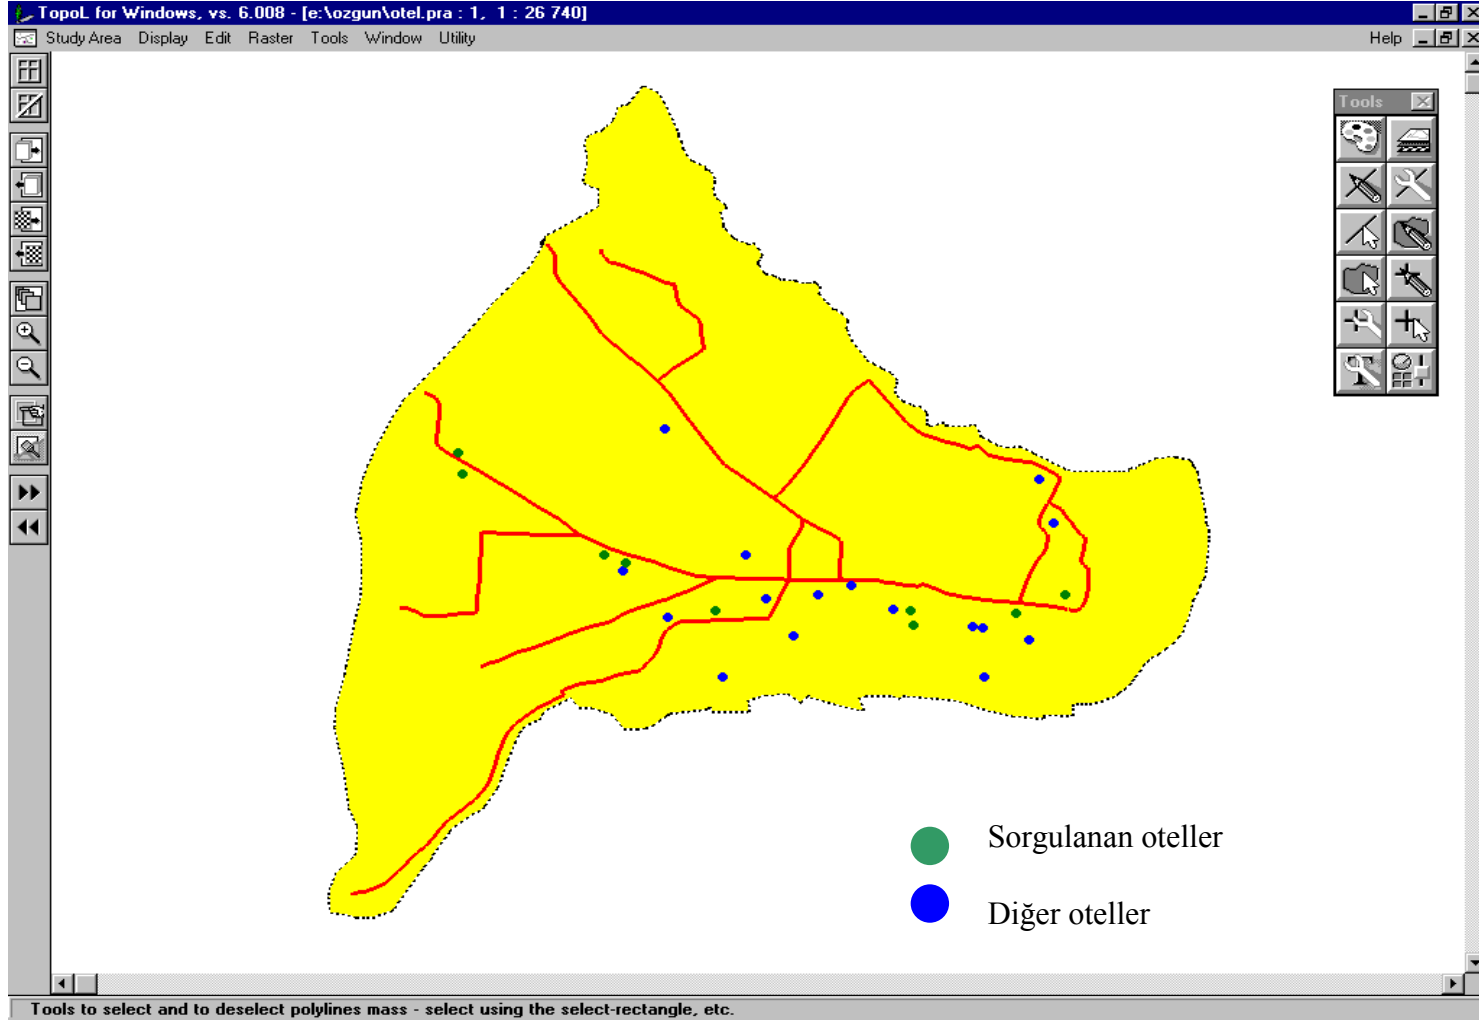 TopoL for Windows, vs. 6.008 - [e:\ozgun\otel.pra : 1, 1 : 26 740]
Study Area Display Edit Raster Tools Window Utility Help
Tools
Sorgulanan oteller
Diğer oteller
Tools to select and to deselect polylines mass - select using the select-rectangle, etc.